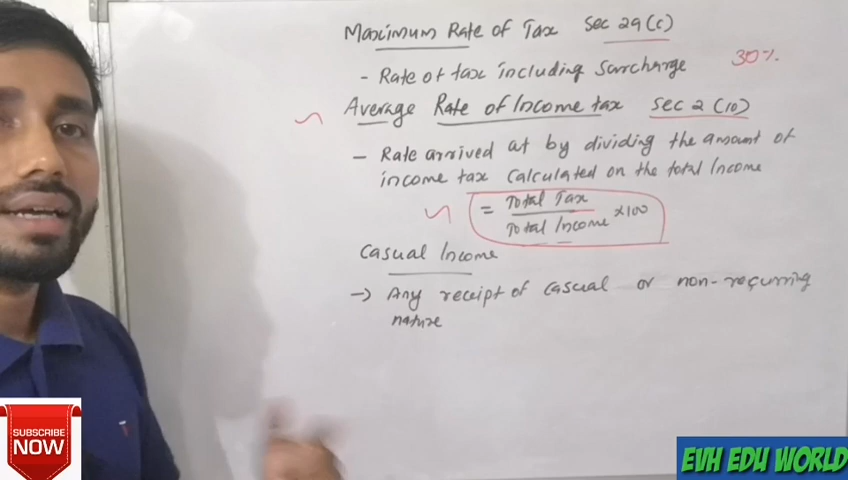 Maximum Rate of Tax Sec 29(c)
- Rate of tax including Surcharge 30%
Average Rate of Income tax Sec 2(10)
- Rate arrived at by dividing the amount of
income tax calculated on the total Income
= Total Tax
Total Income ×100
Casual Income
→ Any receipt of casual or non-recurring
nature
SUBSCRIBE
NOW
EVH EDU WORLD